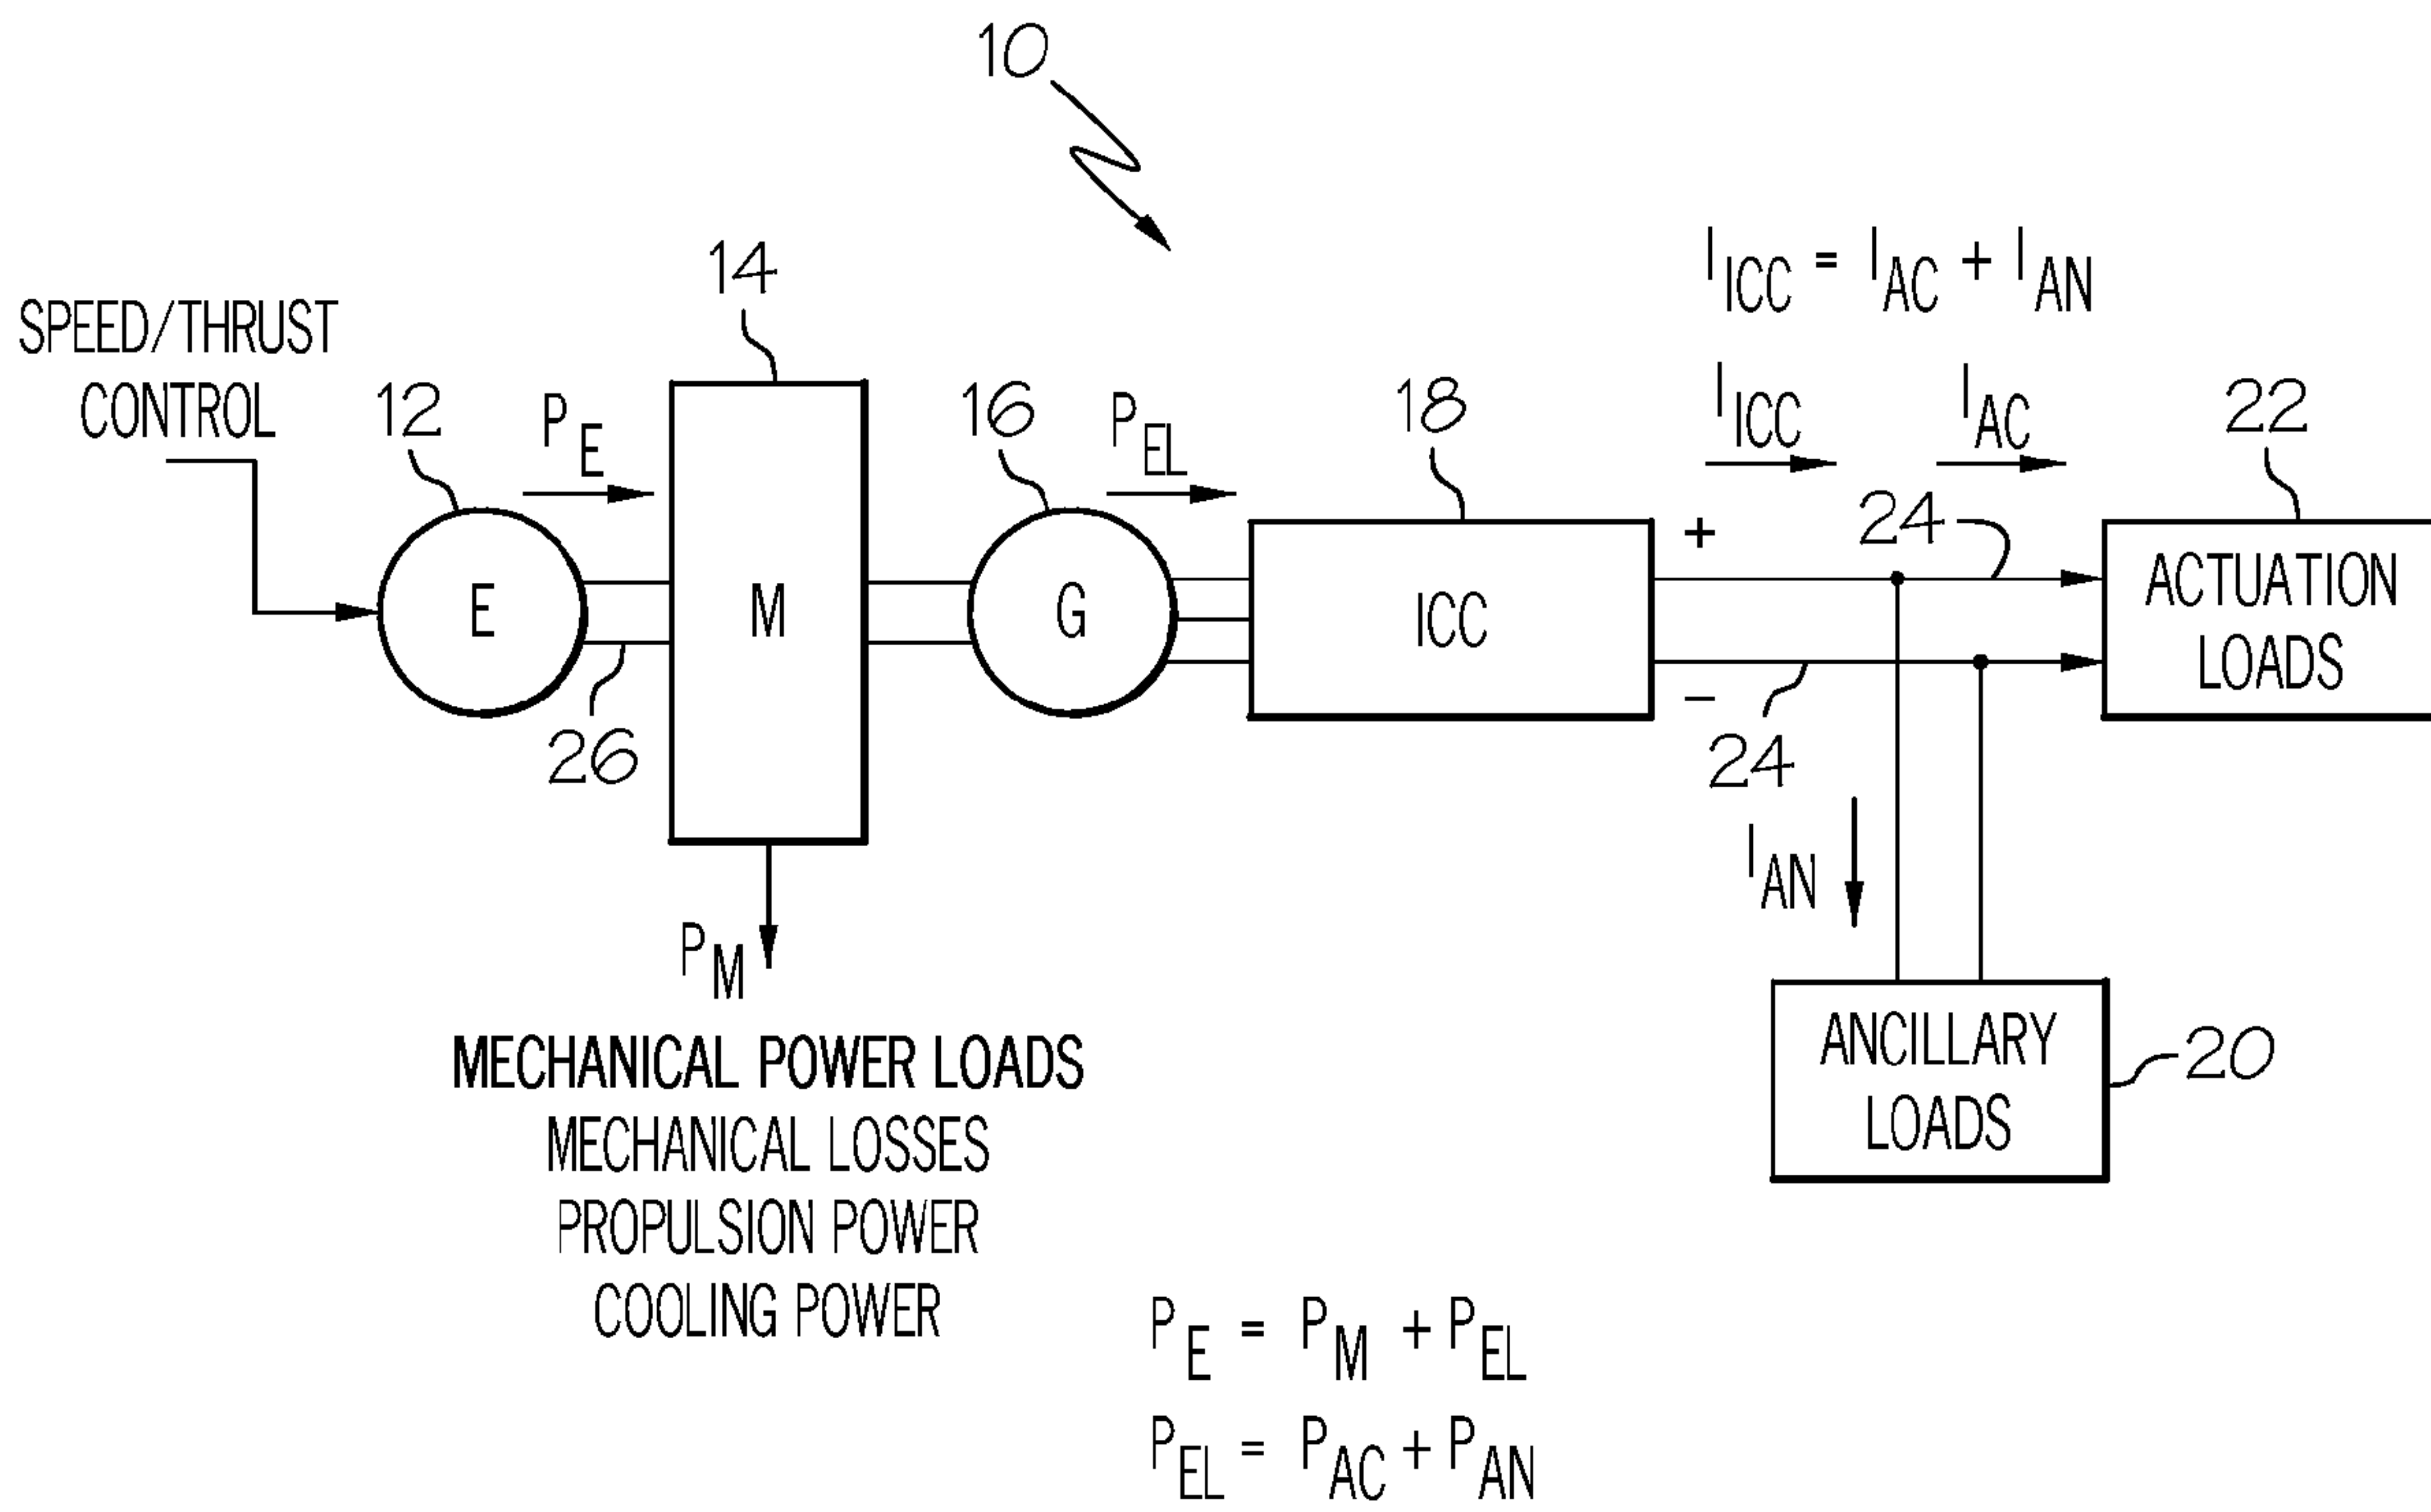 10
I_ICC = I_AC + I_AN
SPEED/THRUST
CONTROL
12
P_E
14
16
P_EL
18
I_ICC
I_AC
22
24
+
E
M
G
ICC
ACTUATION
LOADS
26
−
24
I_AN
P_M
MECHANICAL POWER LOADS
MECHANICAL LOSSES
PROPULSION POWER
COOLING POWER
ANCILLARY
LOADS
20
P_E = P_M + P_EL
P_EL = P_AC + P_AN